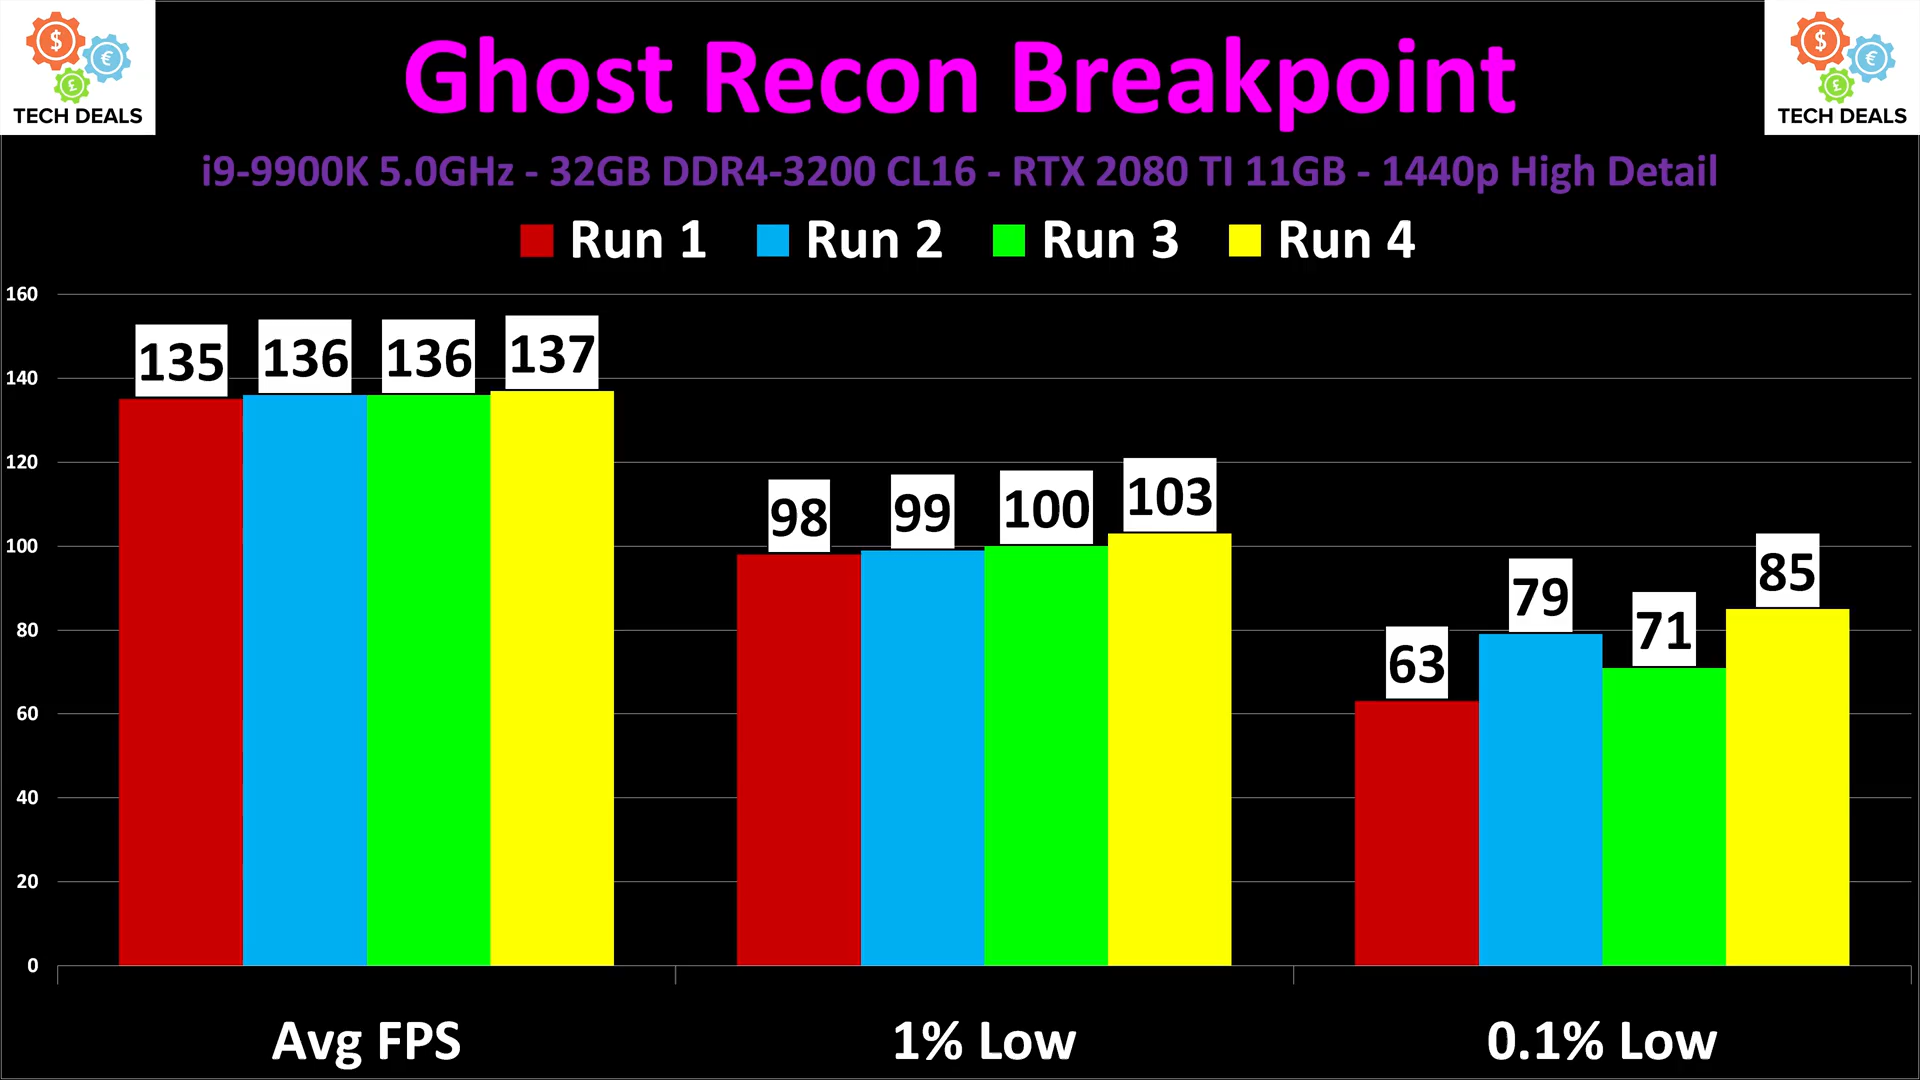 $ €
£
TECH DEALS
Ghost Recon Breakpoint
$ €
£
TECH DEALS
i9-9900K 5.0GHz - 32GB DDR4-3200 CL16 - RTX 2080 TI 11GB - 1440p High Detail
Run 1 Run 2 Run 3 Run 4
160
140
120
100
80
60
40
20
0
135 136 136 137
98 99 100 103
63 79 71 85
Avg FPS 1% Low 0.1% Low